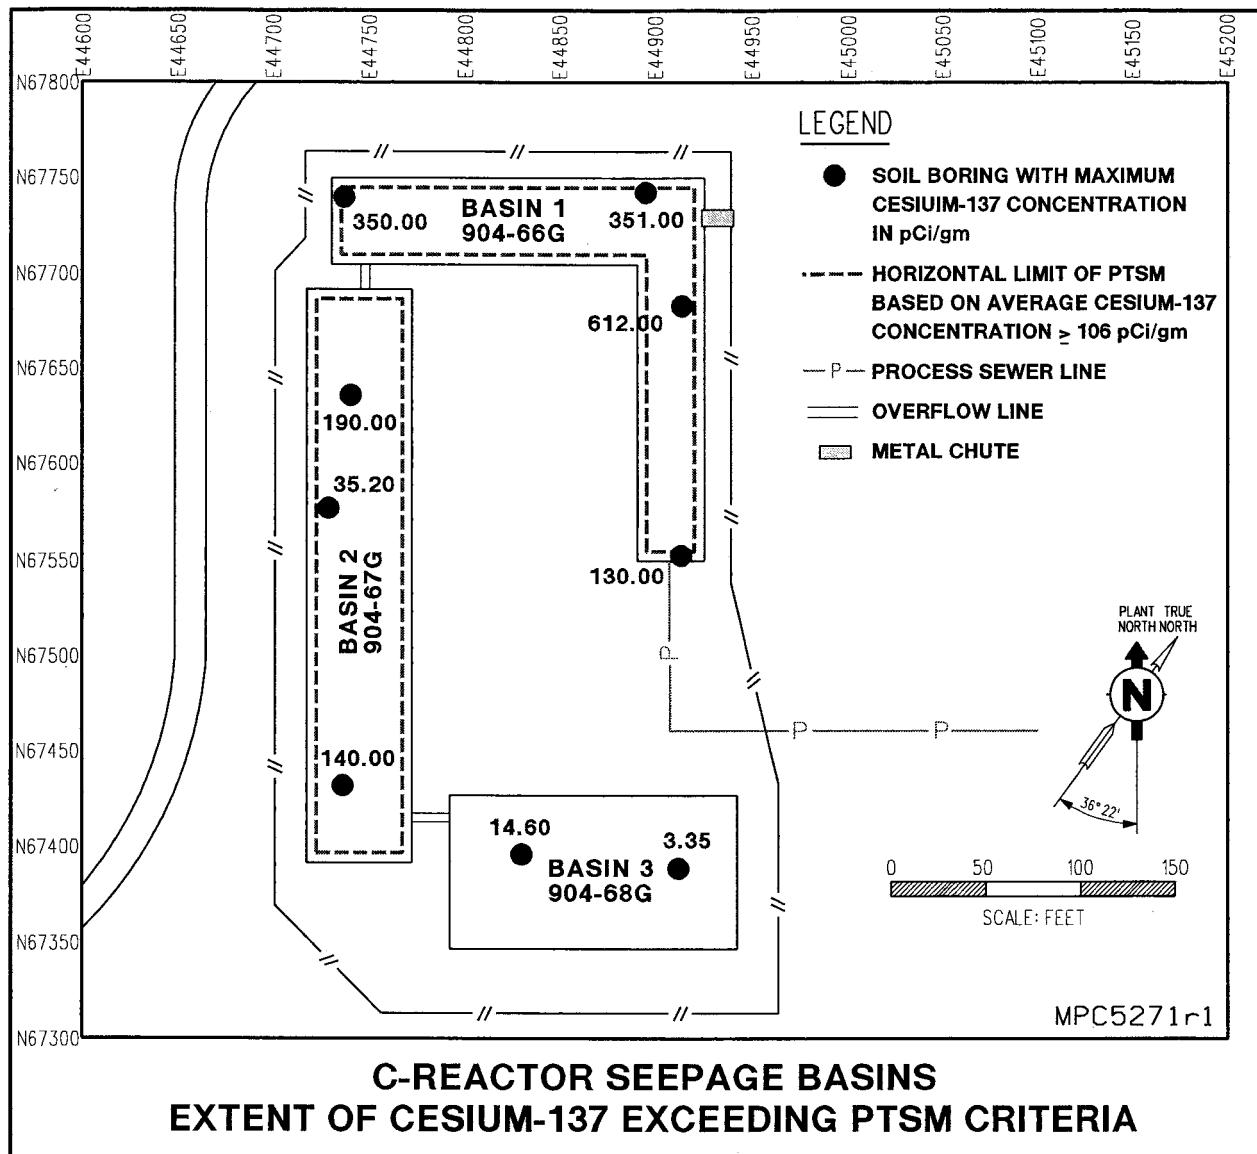 E44600
E44650
E44700
E44750
E44800
E44850
E44900
E44950
E45000
E45050
E45100
E45150
E45200
N67800
N67750
N67700
N67650
N67600
N67550
N67500
N67450
N67400
N67350
N67300
LEGEND
SOIL BORING WITH MAXIMUM
CESIUIM-137 CONCENTRATION
IN pCi/gm
HORIZONTAL LIMIT OF PTSM
BASED ON AVERAGE CESIUM-137
CONCENTRATION ≥ 106 pCi/gm
P PROCESS SEWER LINE
OVERFLOW LINE
METAL CHUTE
BASIN 1
904-66G
350.00
351.00
612.00
130.00
190.00
35.20
BASIN 2
904-67G
140.00
14.60
3.35
BASIN 3
904-68G
P
P
P
PLANT TRUE
NORTH NORTH
N
36° 22'
0 50 100 150
SCALE: FEET
MPC5271r1
C-REACTOR SEEPAGE BASINS
EXTENT OF CESIUM-137 EXCEEDING PTSM CRITERIA